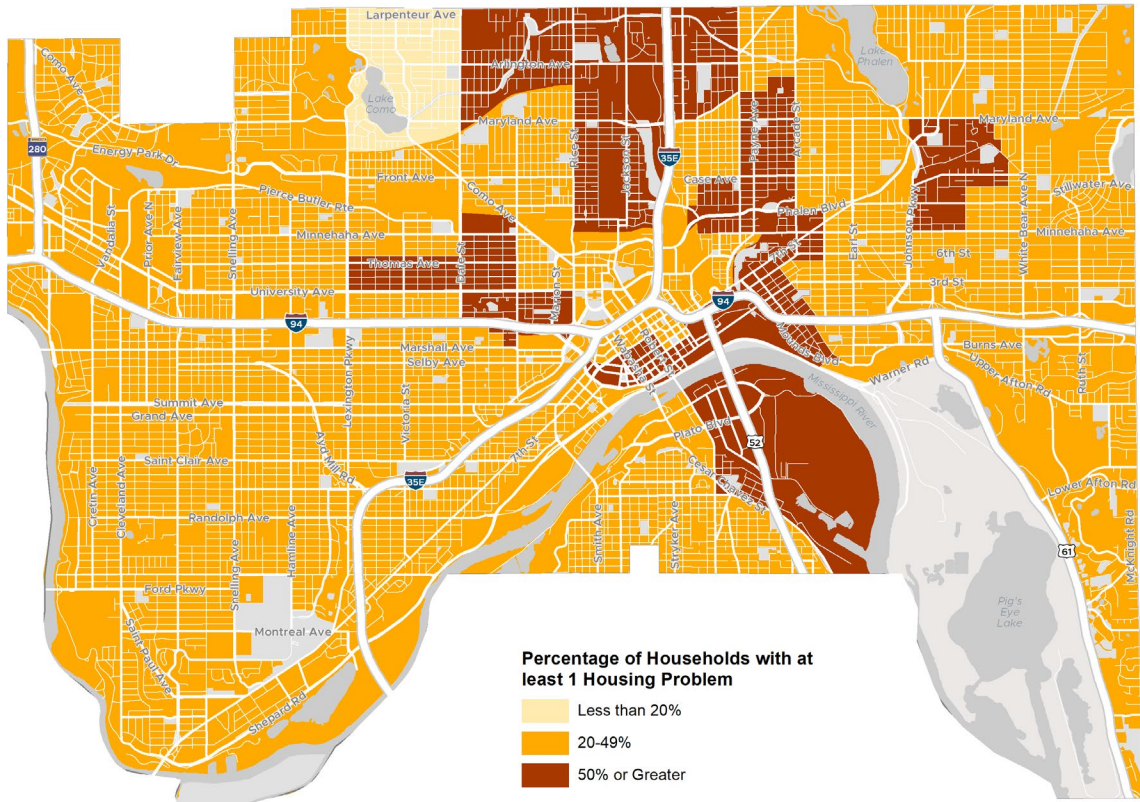 Larpenteur Ave
Como Ave
Arlington Ave
Lake
Phalen
Lake
Como
Maryland Ave
Maryland Ave
280
Energy Park Dr
Rice St
Jackson St
35E
Payne Ave
Arcade St
Front Ave
Case Ave
Stillwater Ave
Pierce Butler Rte
Como Ave
Phalen Blvd
Johnson Pkwy
White Bear Ave N
Vandalia St
Prior Ave N
Fairview Ave
Snelling Ave
Minnehaha Ave
Minnehaha Ave
Dale St
7th St
Earl St
6th St
Thomas Ave
Marion St
3rd St
University Ave
94
94
Lexington Pkwy
Marshall Ave
Selby Ave
Robert St
Wabasha St
Mounds Blvd
Burns Ave
Warner Rd
Upper Afton Rd
Ruth St
Mississippi River
Summit Ave
Grand Ave
Victoria St
Ayd Mill Rd
7th St
Plato Blvd
52
Saint Clair Ave
Cretin Ave
Cleveland Ave
35E
Cesar Chavez St
Lower Afton Rd
Randolph Ave
Snelling Ave
Hamline Ave
Smith Ave
Stryker Ave
61
McKnight Rd
Ford Pkwy
Pig's
Eye
Lake
Saint Paul Ave
Montreal Ave
Shepard Rd
Percentage of Households with at
least 1 Housing Problem
Less than 20%
20-49%
50% or Greater